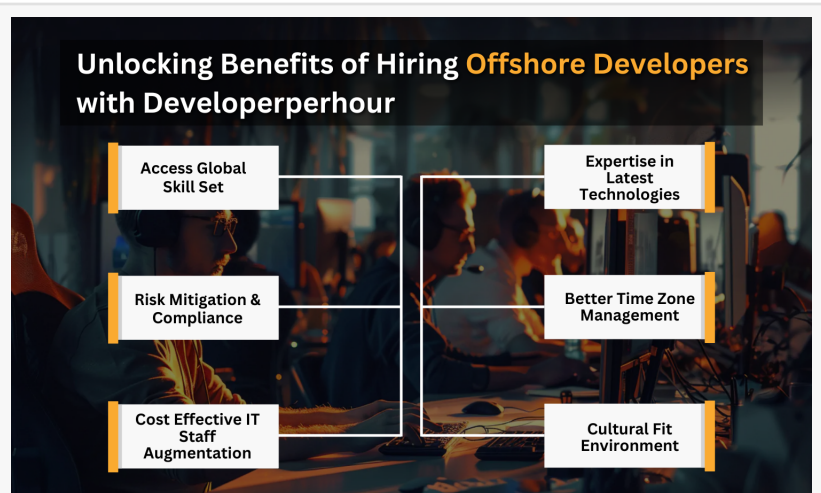 Unlocking Benefits of Hiring Offshore Developers
with Developerperhour
Access Global
Skill Set
Risk Mitigation &
Compliance
Cost Effective IT
Staff
Augmentation
Expertise in
Latest
Technologies
Better Time Zone
Management
Cultural Fit
Environment